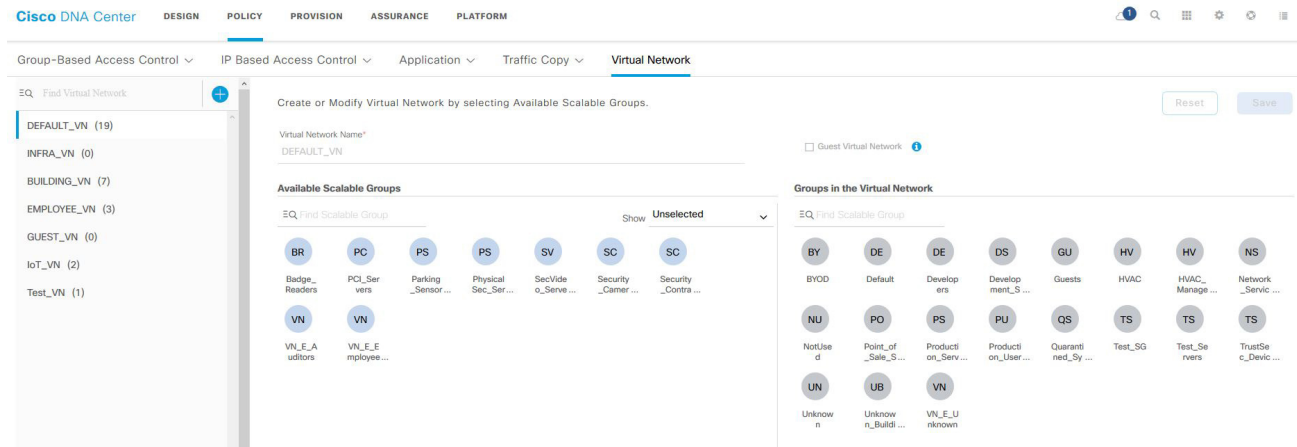 Cisco DNA Center DESIGN POLICY PROVISION ASSURANCE PLATFORM 1
Group-Based Access Control IP Based Access Control Application Traffic Copy Virtual Network
EQ Find Virtual Network
DEFAULT_VN (19)
INFRA_VN (0)
BUILDING_VN (7)
EMPLOYEE_VN (3)
GUEST_VN (0)
IoT_VN (2)
Test_VN (1)
Create or Modify Virtual Network by selecting Available Scalable Groups.
Reset Save
Virtual Network Name*
DEFAULT_VN
Guest Virtual Network
Available Scalable Groups
EQ Find Scalable Group
Show Unselected
BR PC PS PS SV SC SC
Badge_ PCI_Ser Parking Physical SecVide Security Security
Readers vers _Sensor ... Sec_Ser... o_Serve ... _Camer ... _Contra ...
VN VN
VN_E_A VN_E_E
uditors mployee ...
Groups in the Virtual Network
EQ Find Scalable Group
BY DE DE DS GU HV HV NS
BYOD Default Develop Develop Guests HVAC HVAC_ Network
ers ment_S ... Manage ... _Servic ...
NU PO PS PU QS TS TS TS
NotUse Point_of Producti Producti Quaranti Test_SG Test_Se TrustSe
d _Sale_S ... on_Serv ... on_User ... ned_Sy ... rvers c_Devic ...
UN UB VN
Unknow Unknow VN_E_U
n n_Buildi ... nknown